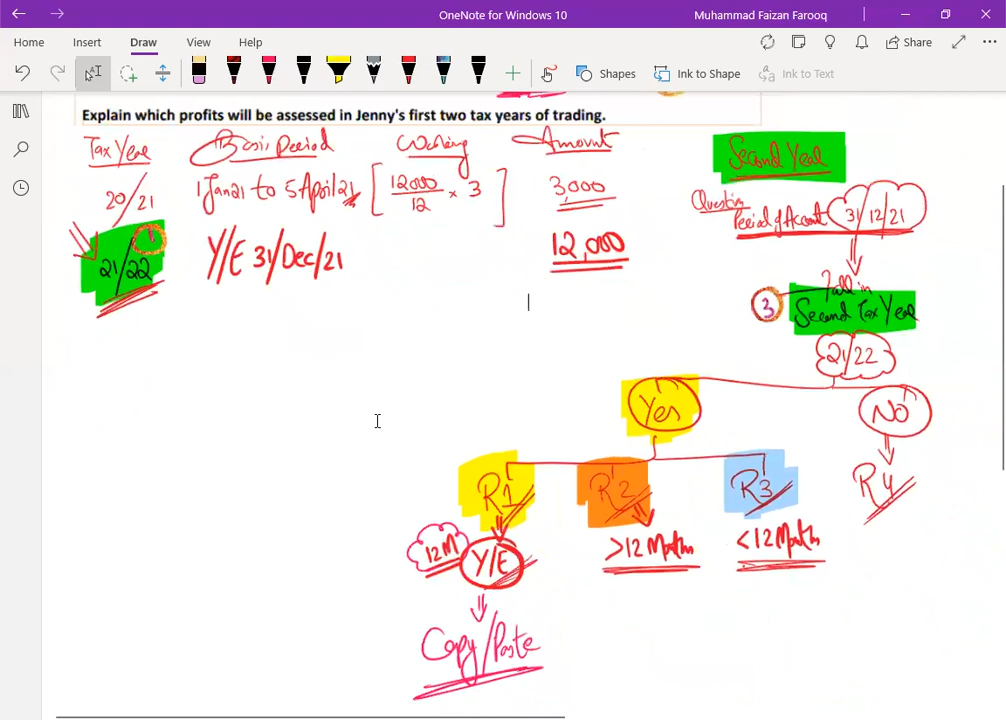 OneNote for Windows 10
Muhammad Faizan Farooq
Home Insert Draw View Help
Share
Shapes
Ink to Shape
Ink to Text
Explain which profits will be assessed in Jenny's first two tax years of trading.
Tax Year Basis Period Working Amount
20/21 1 Jan 21 to 5 April 21 [ 12000/12 × 3 ] 3,000
21/22 Y/E 31/Dec/21 12,000
Second Year
Question
Period of Account 31/12/21
Fall in
3 Second Tax Year
21/22
Yes NO
R1 R2 R3 R4
12M Y/E >12 Months <12 Months
Copy/Paste